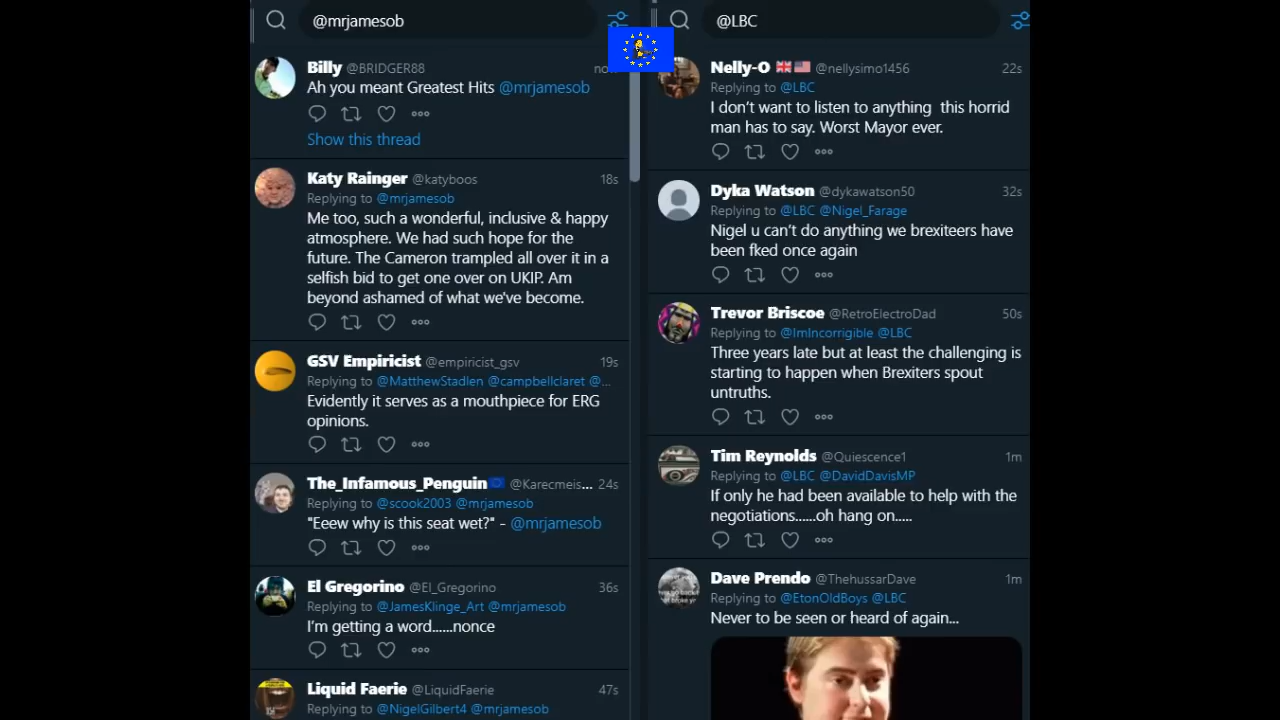 @mrjamesob
Billy @BRIDGER88
Ah you meant Greatest Hits @mrjamesob
Show this thread
Katy Rainger @katyboos 18s
Replying to @mrjamesob
Me too, such a wonderful, inclusive & happy
atmosphere. We had such hope for the
future. The Cameron trampled all over it in a
selfish bid to get one over on UKIP. Am
beyond ashamed of what we've become.
GSV Empiricist @empiricist_gsv 19s
Replying to @MatthewStadlen @campbellclaret @...
Evidently it serves as a mouthpiece for ERG
opinions.
The_Infamous_Penguin @Karecmeis... 24s
Replying to @scook2003 @mrjamesob
"Eeew why is this seat wet?" - @mrjamesob
El Gregorino @El_Gregorino 36s
Replying to @JamesKlinge_Art @mrjamesob
I'm getting a word......nonce
Liquid Faerie @LiquidFaerie 47s
Replying to @NigelGilbert4 @mrjamesob
@LBC
Nelly-O @nellysimo1456 22s
Replying to @LBC
I don't want to listen to anything this horrid
man has to say. Worst Mayor ever.
Dyka Watson @dykawatson50 32s
Replying to @LBC @Nigel_Farage
Nigel u can't do anything we brexiteers have
been fked once again
Trevor Briscoe @RetroElectroDad 50s
Replying to @ImIncorrigible @LBC
Three years late but at least the challenging is
starting to happen when Brexiters spout
untruths.
Tim Reynolds @Quiescence1 1m
Replying to @LBC @DavidDavisMP
If only he had been available to help with the
negotiations......oh hang on.....
Dave Prendo @ThehussarDave 1m
Replying to @EtonOldBoys @LBC
Never to be seen or heard of again...